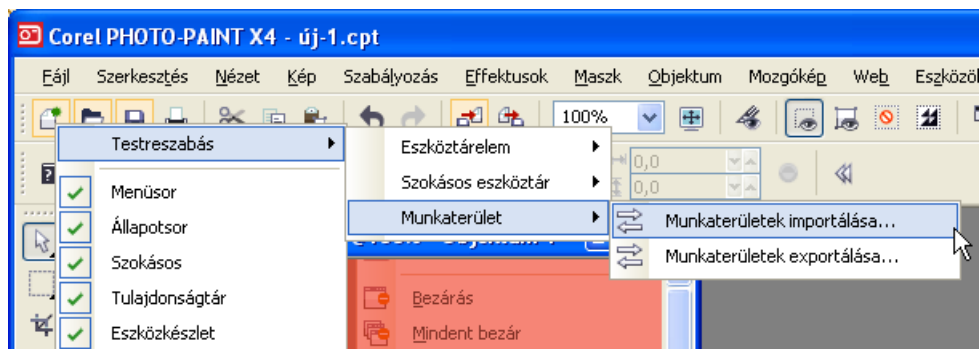 Corel PHOTO-PAINT X4 - új-1.cpt
Fájl Szerkesztés Nézet Kép Szabályozás Effektusok Maszk Objektum Mozgókép Web
100%
Testreszabás
Eszköztárelem
0,0
Szokásos eszköztár
0,0
Menüsor
Munkaterület
Munkaterületek importálása...
Állapotsor
Munkaterületek exportálása...
Szokásos
Tulajdonságtár
Bezárás
Eszközkészlet
Mindent bezár